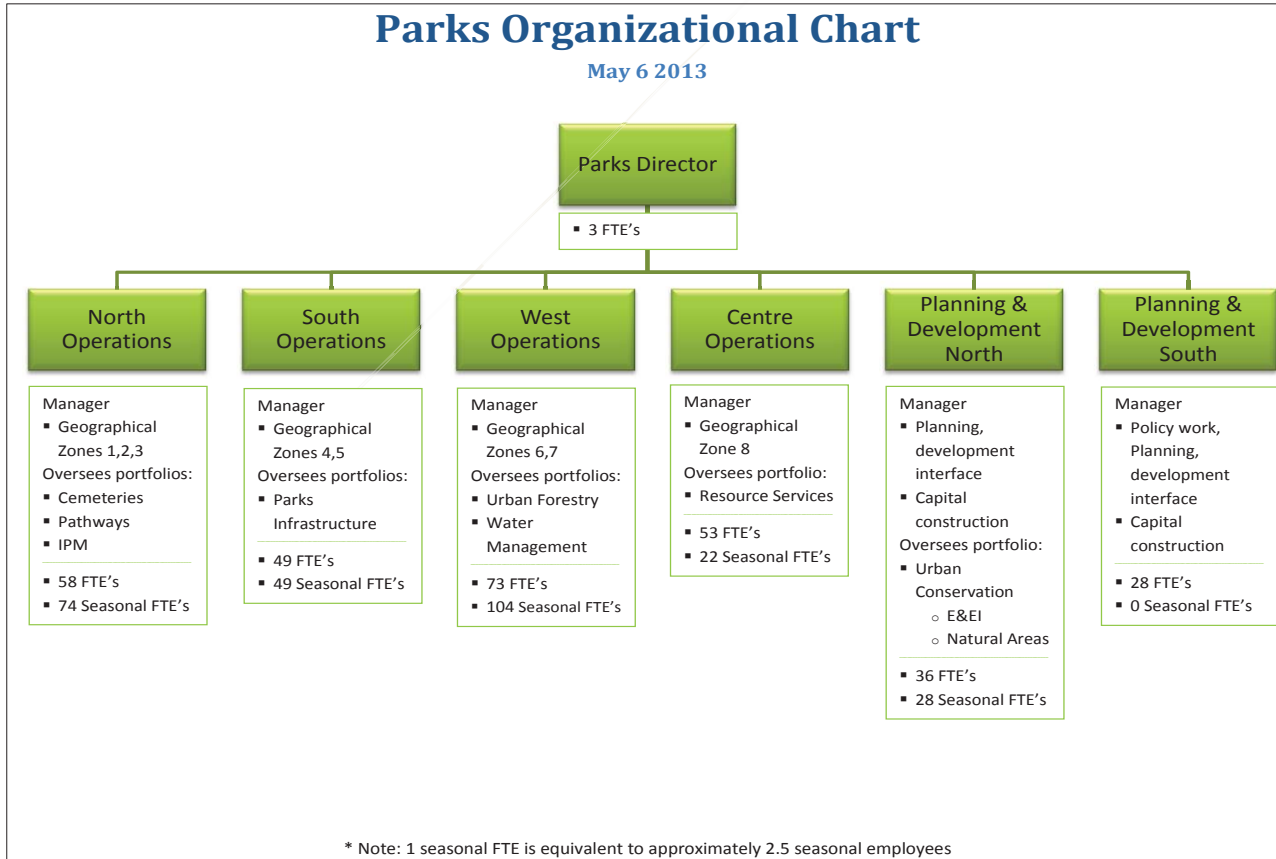 Parks Organizational Chart
May 6 2013
Parks Director
▪ 3 FTE's
North
Operations
Manager
▪ Geographical
Zones 1,2,3
Oversees portfolios:
▪ Cemeteries
▪ Pathways
▪ IPM
▪ 58 FTE's
▪ 74 Seasonal FTE's
South
Operations
Manager
▪ Geographical
Zones 4,5
Oversees portfolios:
▪ Parks
Infrastructure
▪ 49 FTE's
▪ 49 Seasonal FTE's
West
Operations
Manager
▪ Geographical
Zones 6,7
Oversees portfolios:
▪ Urban Forestry
▪ Water
Management
▪ 73 FTE's
▪ 104 Seasonal FTE's
Centre
Operations
Manager
▪ Geographical
Zone 8
Oversees portfolio:
▪ Resource Services
▪ 53 FTE's
▪ 22 Seasonal FTE's
Planning &
Development
North
Manager
▪ Planning,
development
interface
▪ Capital
construction
Oversees portfolio:
▪ Urban
Conservation
o E&EI
o Natural Areas
▪ 36 FTE's
▪ 28 Seasonal FTE's
Planning &
Development
South
Manager
▪ Policy work,
Planning,
development
interface
▪ Capital
construction
▪ 28 FTE's
▪ 0 Seasonal FTE's
* Note: 1 seasonal FTE is equivalent to approximately 2.5 seasonal employees